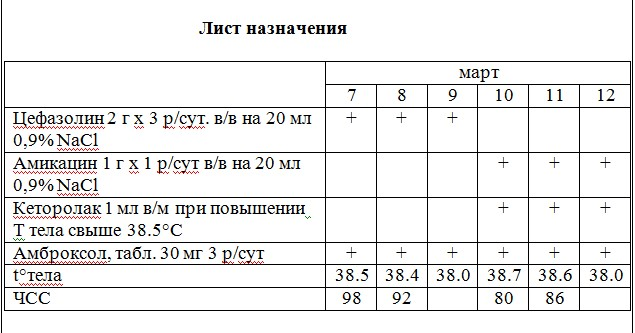 Лист назначения
март
7 8 9 10 11 12
Цефазолин 2 г х 3 р/сут. в/в на 20 мл + + +
0,9% NaCl
Амикацин 1 г х 1 р/сут в/в на 20 мл + + +
0,9% NaCl
Кеторолак 1 мл в/м при повышении + + +
Т тела свыше 38.5°С
Амброксол, табл. 30 мг 3 р/сут + + + + + +
t°тела 38.5 38.4 38.0 38.7 38.6 38.0
ЧСС 98 92 80 86